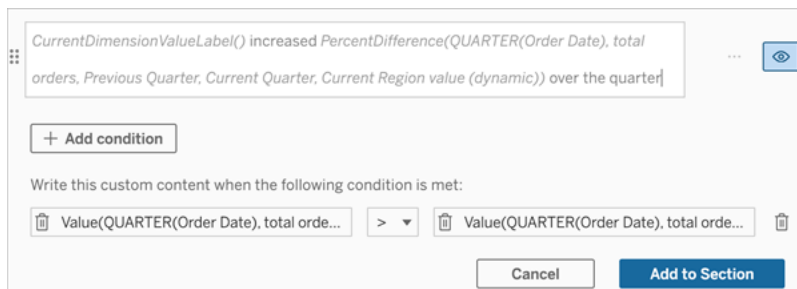 CurrentDimensionValueLabel() increased PercentDifference(QUARTER(Order Date), total
orders, Previous Quarter, Current Quarter, Current Region value (dynamic)) over the quarter
+ Add condition
Write this custom content when the following condition is met:
Value(QUARTER(Order Date), total orde... > Value(QUARTER(Order Date), total orde...
Cancel Add to Section